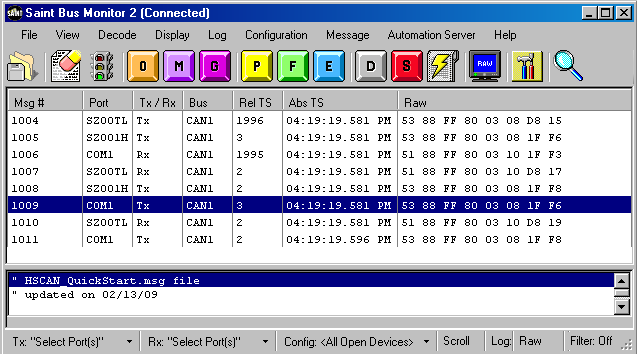 SAINT Saint Bus Monitor 2 (Connected)
File View Decode Display Log Configuration Message Automation Server Help
O M G P F E D S RAW
Msg # Port Tx / Rx Bus Rel TS Abs TS Raw
1004 SZ00TL Tx CAN1 1996 04:19:19.581 PM 53 88 FF 80 03 08 D8 15
1005 SZ001H Tx CAN1 3 04:19:19.581 PM 53 88 FF 80 03 08 1F F6
1006 COM1 Rx CAN1 1995 04:19:19.581 PM 51 88 FF 80 03 10 1F F3
1007 SZ00TL Rx CAN1 2 04:19:19.581 PM 51 88 FF 80 03 10 D8 17
1008 SZ001H Tx CAN1 2 04:19:19.581 PM 53 88 FF 80 03 08 1F F8
1009 COM1 Tx CAN1 3 04:19:19.581 PM 53 88 FF 80 03 08 1F F6
1010 SZ00TL Rx CAN1 2 04:19:19.581 PM 51 88 FF 80 03 10 D8 19
1011 COM1 Tx CAN1 2 04:19:19.596 PM 53 88 FF 80 03 08 1F F8
" HSCAN_QuickStart.msg file
" updated on 02/13/09
Tx: "Select Port(s)" Rx: "Select Port(s)" Config: <All Open Devices> Scroll Log: Raw Filter: Off